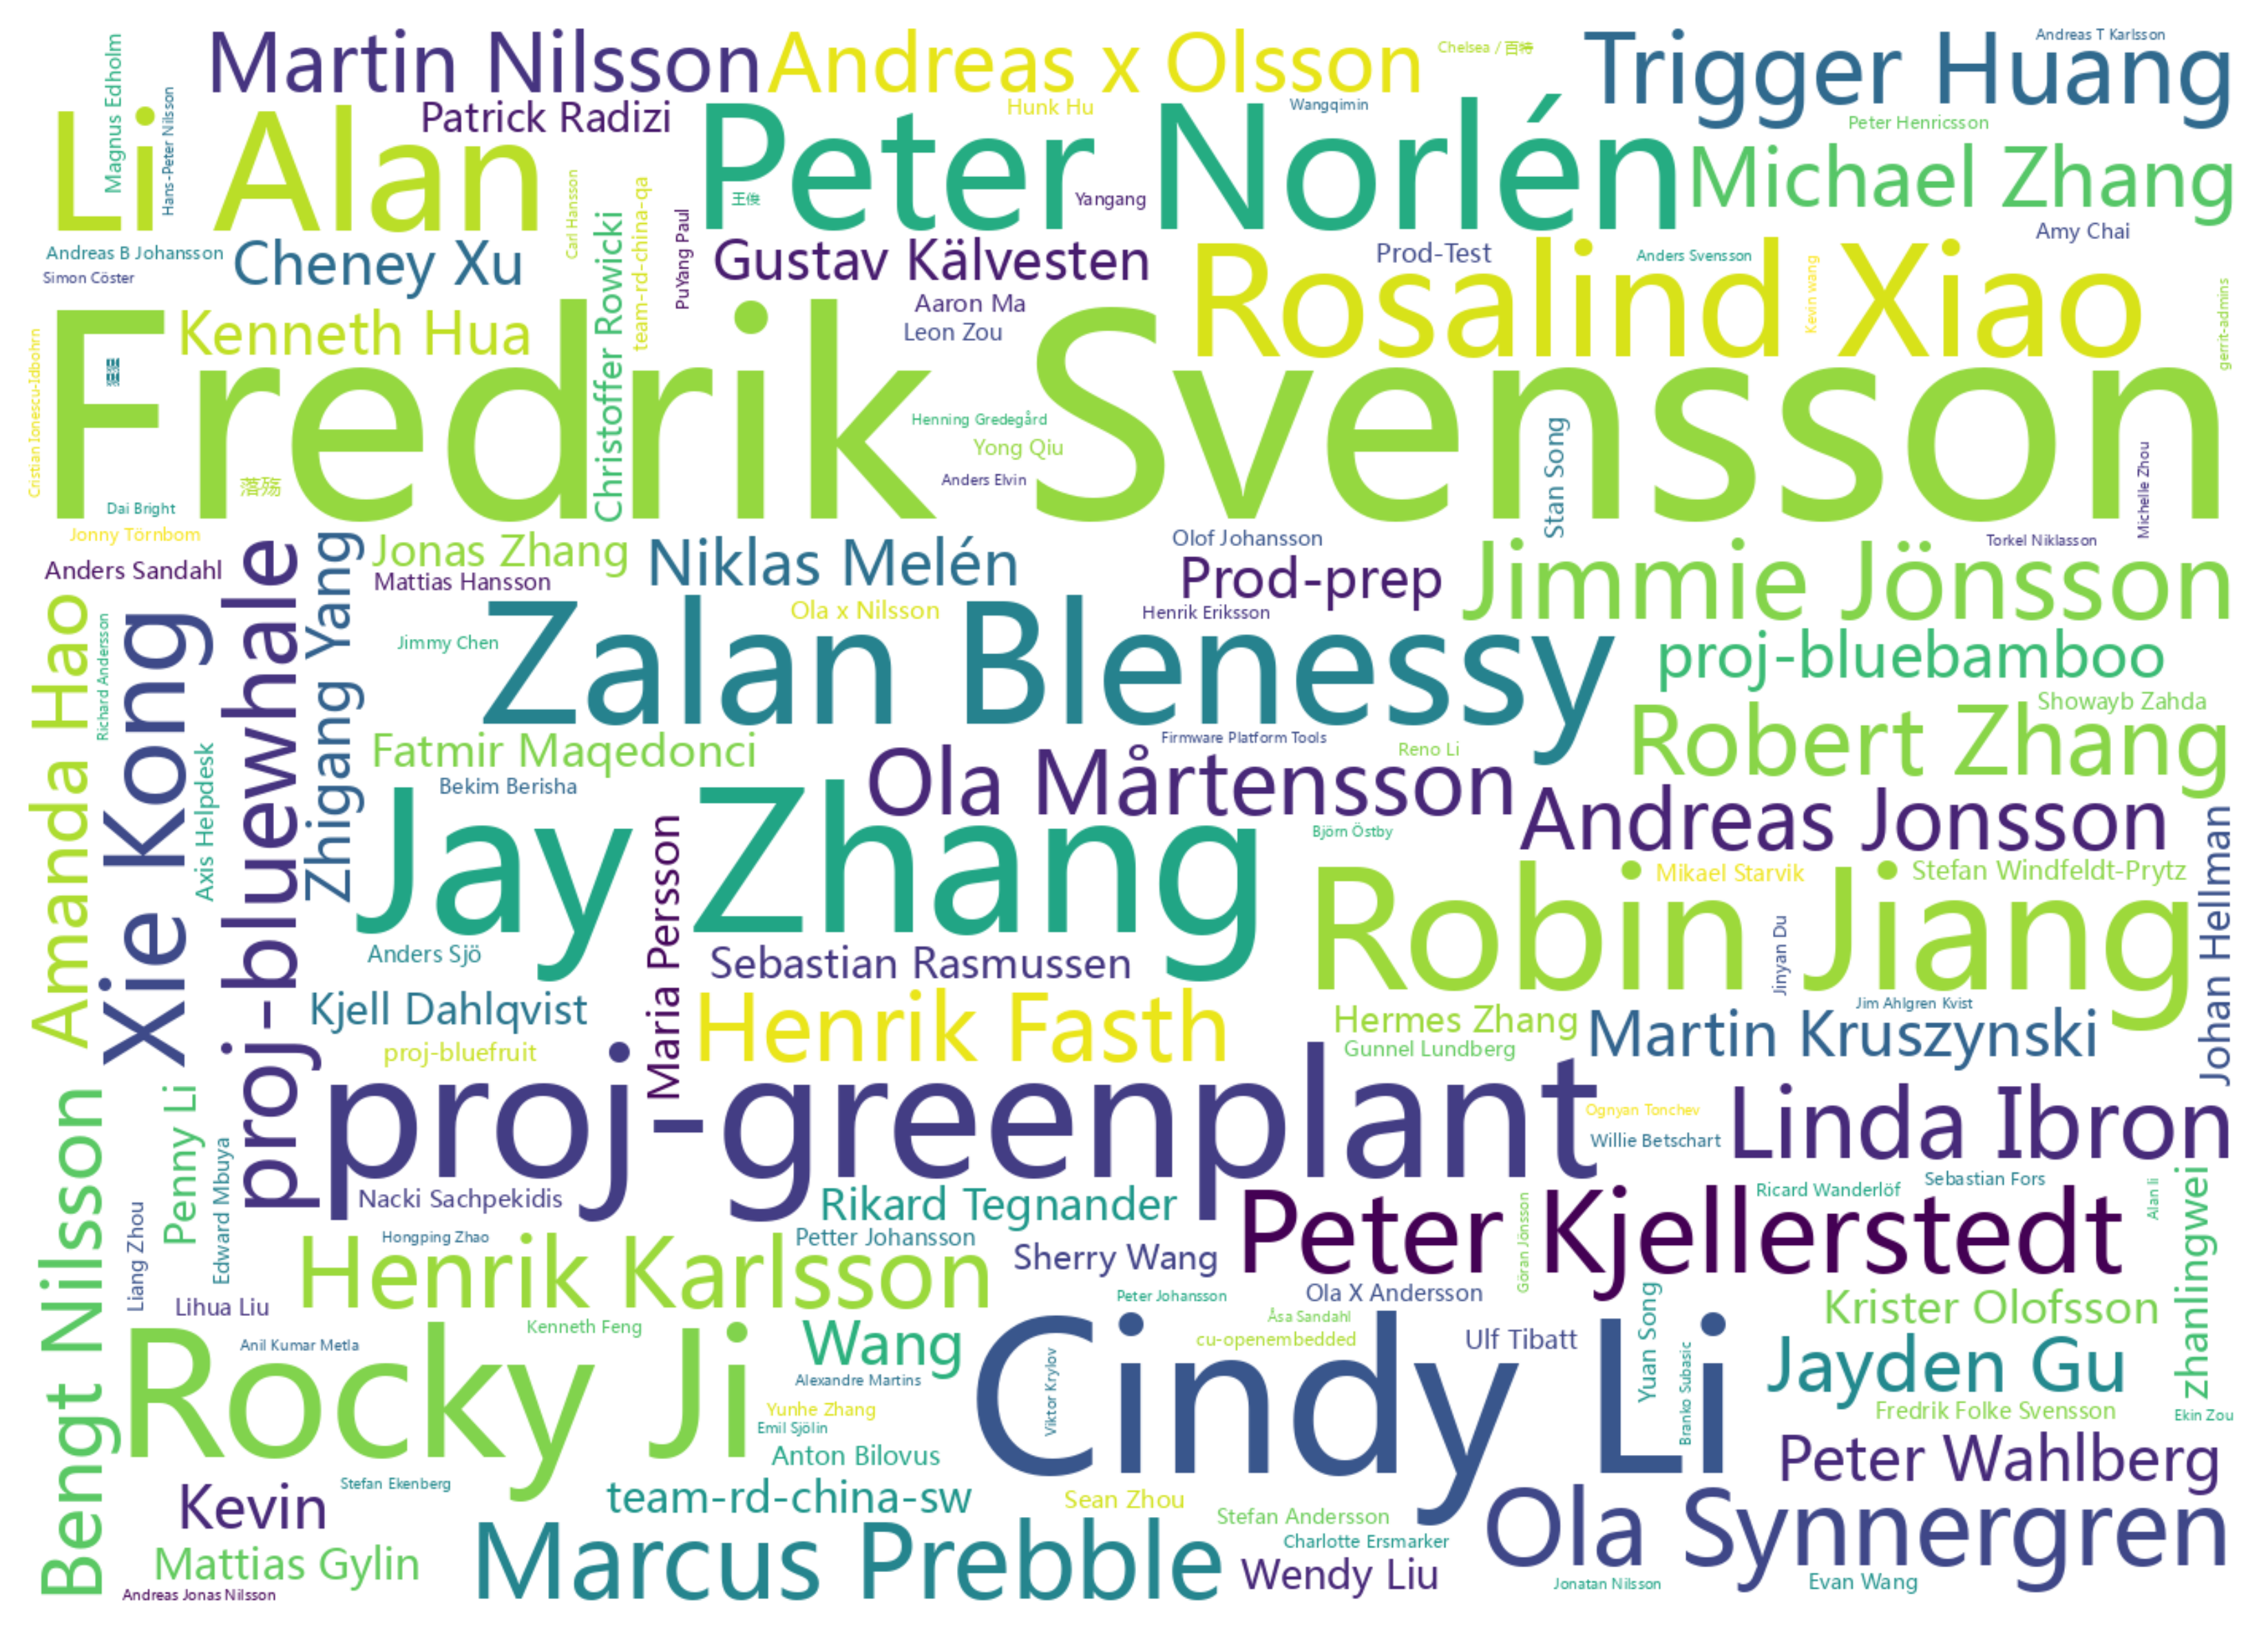 Martin Nilsson
Andreas x Olsson
Chelsea / 百特
Trigger Huang
Andreas T Karlsson
Magnus Edholm
Hans-Peter Nilsson
Li Alan
Patrick Radizi
Peter Norlén
Hunk Hu
Wangqimin
Peter Henricsson
Michael Zhang
Carl Hansson
team-rd-china-qa
PuYang Paul
王俊
Yangang
Andreas B Johansson
Simon Cöster
Cheney Xu
Christoffer Rowicki
Gustav Kälvesten
Aaron Ma
Leon Zou
Prod-Test
Rosalind Xiao
Anders Svensson
Kevin wang
Amy Chai
gerrit-admins
Cristian Ionescu-Idbohrn
Kenneth Hua
Fredrik Svensson
Henning Gredegård
Yong Qiu
Anders Elvin
Stan Song
Michelle Zhou
Dai Bright
落殇
Jonny Törnbom
Anders Sandahl
Amanda Hao
Richard Andersson
Xie Kong
Axis Helpdesk
proj-bluewhale
Zhigang Yang
Jonas Zhang
Mattias Hansson
Niklas Melén
Olof Johansson
Prod-prep
Torkel Niklasson
Jimmie Jönsson
Jimmy Chen
Ola x Nilsson
Henrik Eriksson
Zalan Blenessy
proj-bluebamboo
Showayb Zahda
Robert Zhang
Fatmir Maqedonci
Bekim Berisha
Firmware Platform Tools
Reno Li
Ola Mårtensson
Andreas Jonsson
Jay Zhang
Maria Persson
Björn Östby
Robin Jiang
Mikael Starvik
Stefan Windfeldt-Prytz
Jinyan Du
Johan Hellman
Anders Sjö
Sebastian Rasmussen
Kjell Dahlqvist
proj-bluefruit
Henrik Fasth
Hermes Zhang
Gunnel Lundberg
Jim Ahlgren Kvist
Martin Kruszynski
proj-greenplant
Ognyan Tonchev
Willie Betschart
Linda Ibron
Bengt Nilsson
Penny Li
Edward Mbuya
Liang Zhou
Lihua Liu
Nacki Sachpekidis
Hongping Zhao
Henrik Karlsson
Rikard Tegnander
Petter Johansson
Sherry Wang
Peter Kjellerstedt
Ricard Wanderlöf
Sebastian Fors
Alan li
zhanlingwei
Göran Jönsson
Peter Johansson
Ola X Andersson
Krister Olofsson
Rocky Ji
Anil Kumar Metla
Kenneth Feng
Wang
Alexandre Martins
Yunhe Zhang
Emil Sjölin
Anton Bilovus
Cindy Li
Viktor Krylov
Åsa Sandahl
cu-openembedded
Ulf Tibatt
Yuan Song
Branko Subasic
Jayden Gu
Fredrik Folke Svensson
Ekin Zou
Peter Wahlberg
Kevin
Stefan Ekenberg
team-rd-china-sw
Sean Zhou
Stefan Andersson
Charlotte Ersmarker
Ola Synnergren
Mattias Gylin
Andreas Jonas Nilsson
Marcus Prebble
Wendy Liu
Jonatan Nilsson
Evan Wang